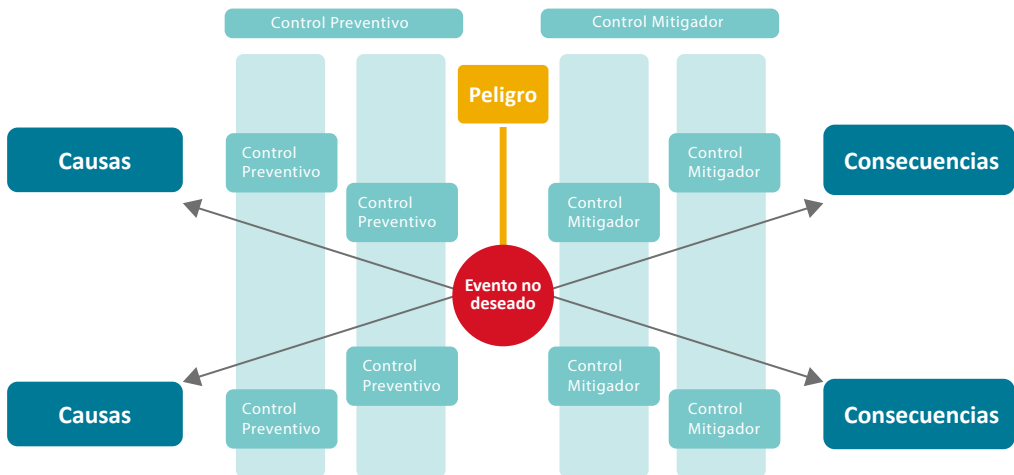 Control Preventivo
Control Mitigador
Peligro
Causas
Control
Preventivo
Control
Preventivo
Control
Mitigador
Control
Mitigador
Consecuencias
Evento no
deseado
Causas
Control
Preventivo
Control
Preventivo
Control
Mitigador
Control
Mitigador
Consecuencias